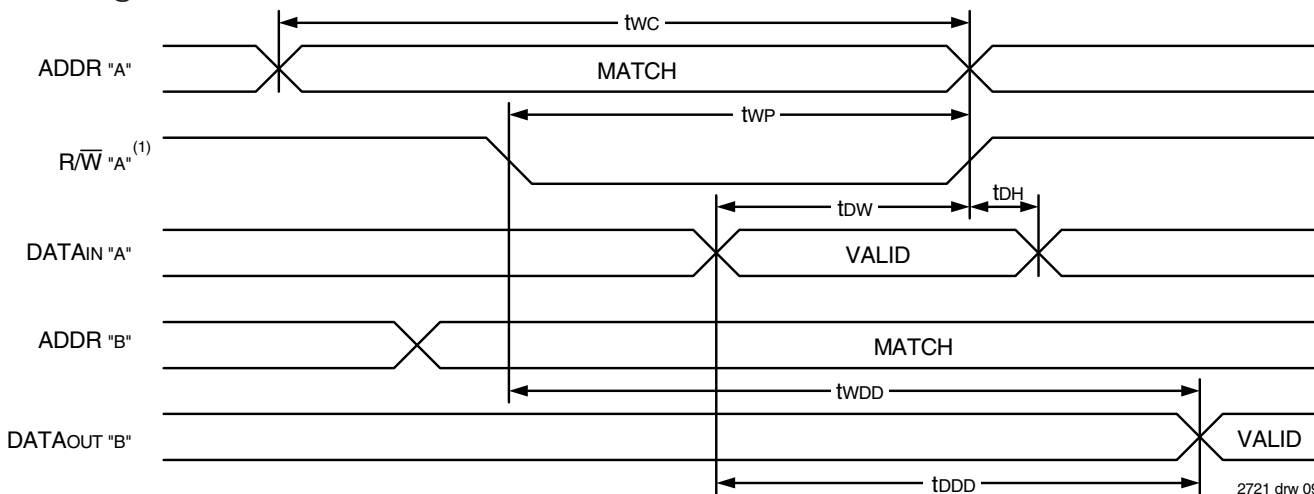 tWC
ADDR "A"
MATCH
tWP
R/W̅ "A" (1)
tDW
tDH
DATAIN "A"
VALID
ADDR "B"
MATCH
tWDD
DATAOUT "B"
VALID
tDDD
2721 drw 09